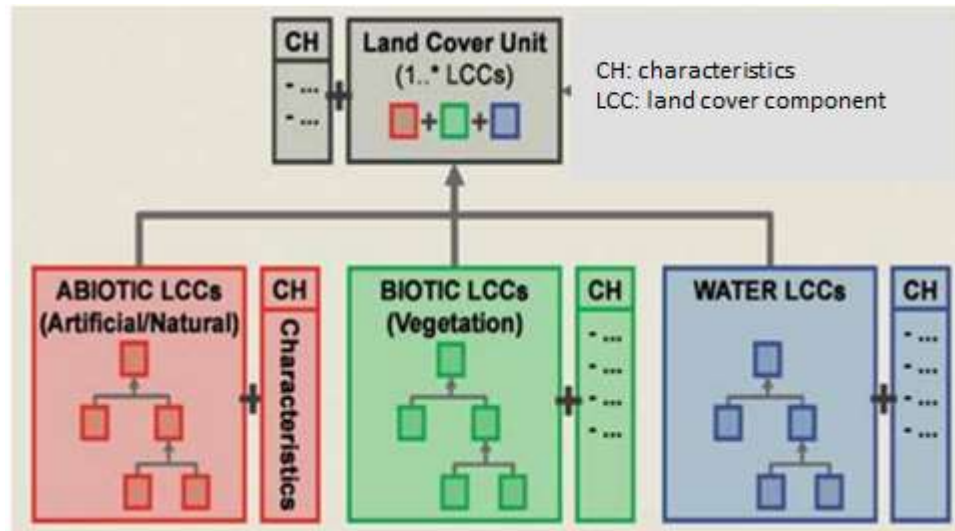 CH
- ...
- ...
+
Land Cover Unit
(1..* LCCs)
+ +
CH: characteristics
LCC: land cover component
ABIOTIC LCCs
(Artificial/Natural)
+
CH
Characteristics
BIOTIC LCCs
(Vegetation)
+
CH
- ...
- ...
- ...
- ...
WATER LCCs
+
CH
- ...
- ...
- ...
- ...